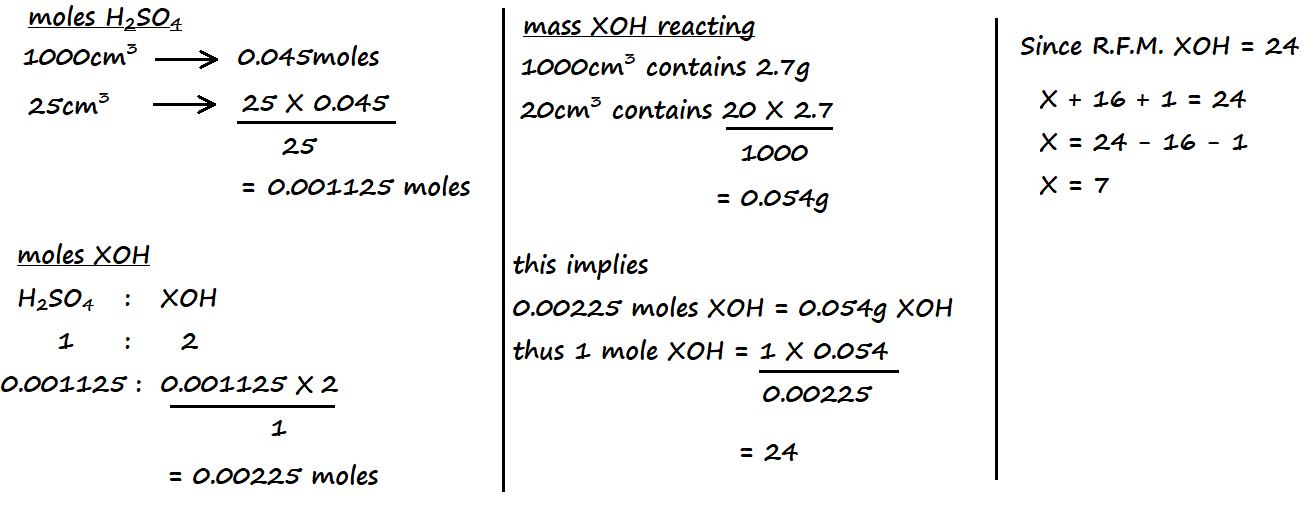 moles H₂SO₄
1000cm³ → 0.045moles
25cm³ → 25 X 0.045
25
= 0.001125 moles
moles XOH
H₂SO₄ : XOH
1 : 2
0.001125 : 0.001125 X 2
1
= 0.00225 moles
mass XOH reacting
1000cm³ contains 2.7g
20cm³ contains 20 X 2.7
1000
= 0.054g
this implies
0.00225 moles XOH = 0.054g XOH
thus 1 mole XOH = 1 X 0.054
0.00225
= 24
Since R.F.M. XOH = 24
X + 16 + 1 = 24
X = 24 - 16 - 1
X = 7